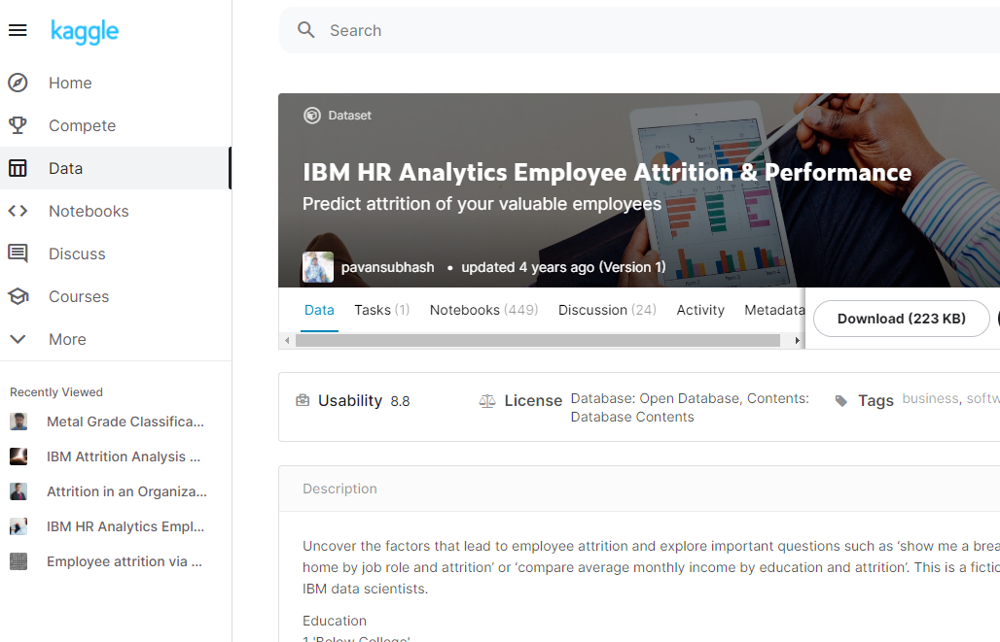 kaggle
Search
Home
Compete
Data
Notebooks
Discuss
Courses
More
Recently Viewed
Metal Grade Classifica...
IBM Attrition Analysis ...
Attrition in an Organiza...
IBM HR Analytics Empl...
Employee attrition via ...
Dataset
IBM HR Analytics Employee Attrition & Performance
Predict attrition of your valuable employees
pavansubhash • updated 4 years ago (Version 1)
Data Tasks (1) Notebooks (449) Discussion (24) Activity Metadata
Download (223 KB)
Usability 8.8
License Database: Open Database, Contents:
Database Contents
Tags business, softw
Description
Uncover the factors that lead to employee attrition and explore important questions such as ‘show me a brea
home by job role and attrition’ or ‘compare average monthly income by education and attrition’. This is a fictio
IBM data scientists.
Education
1 'Below College'